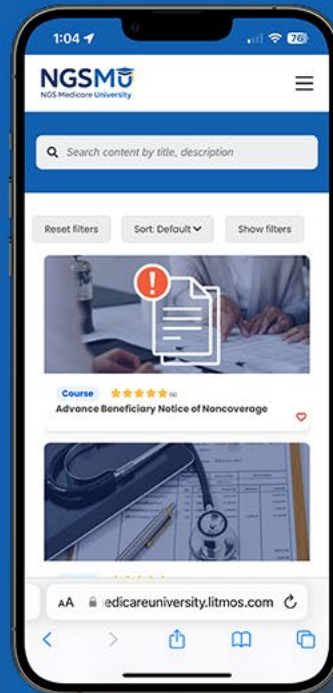 1:04
76
NGSMU
NGS Medicare University
Search content by title, description
Reset filters
Sort: Default
Show filters
!
Course
Advance Beneficiary Notice of Noncoverage
AA
edicareuniversity.litmos.com